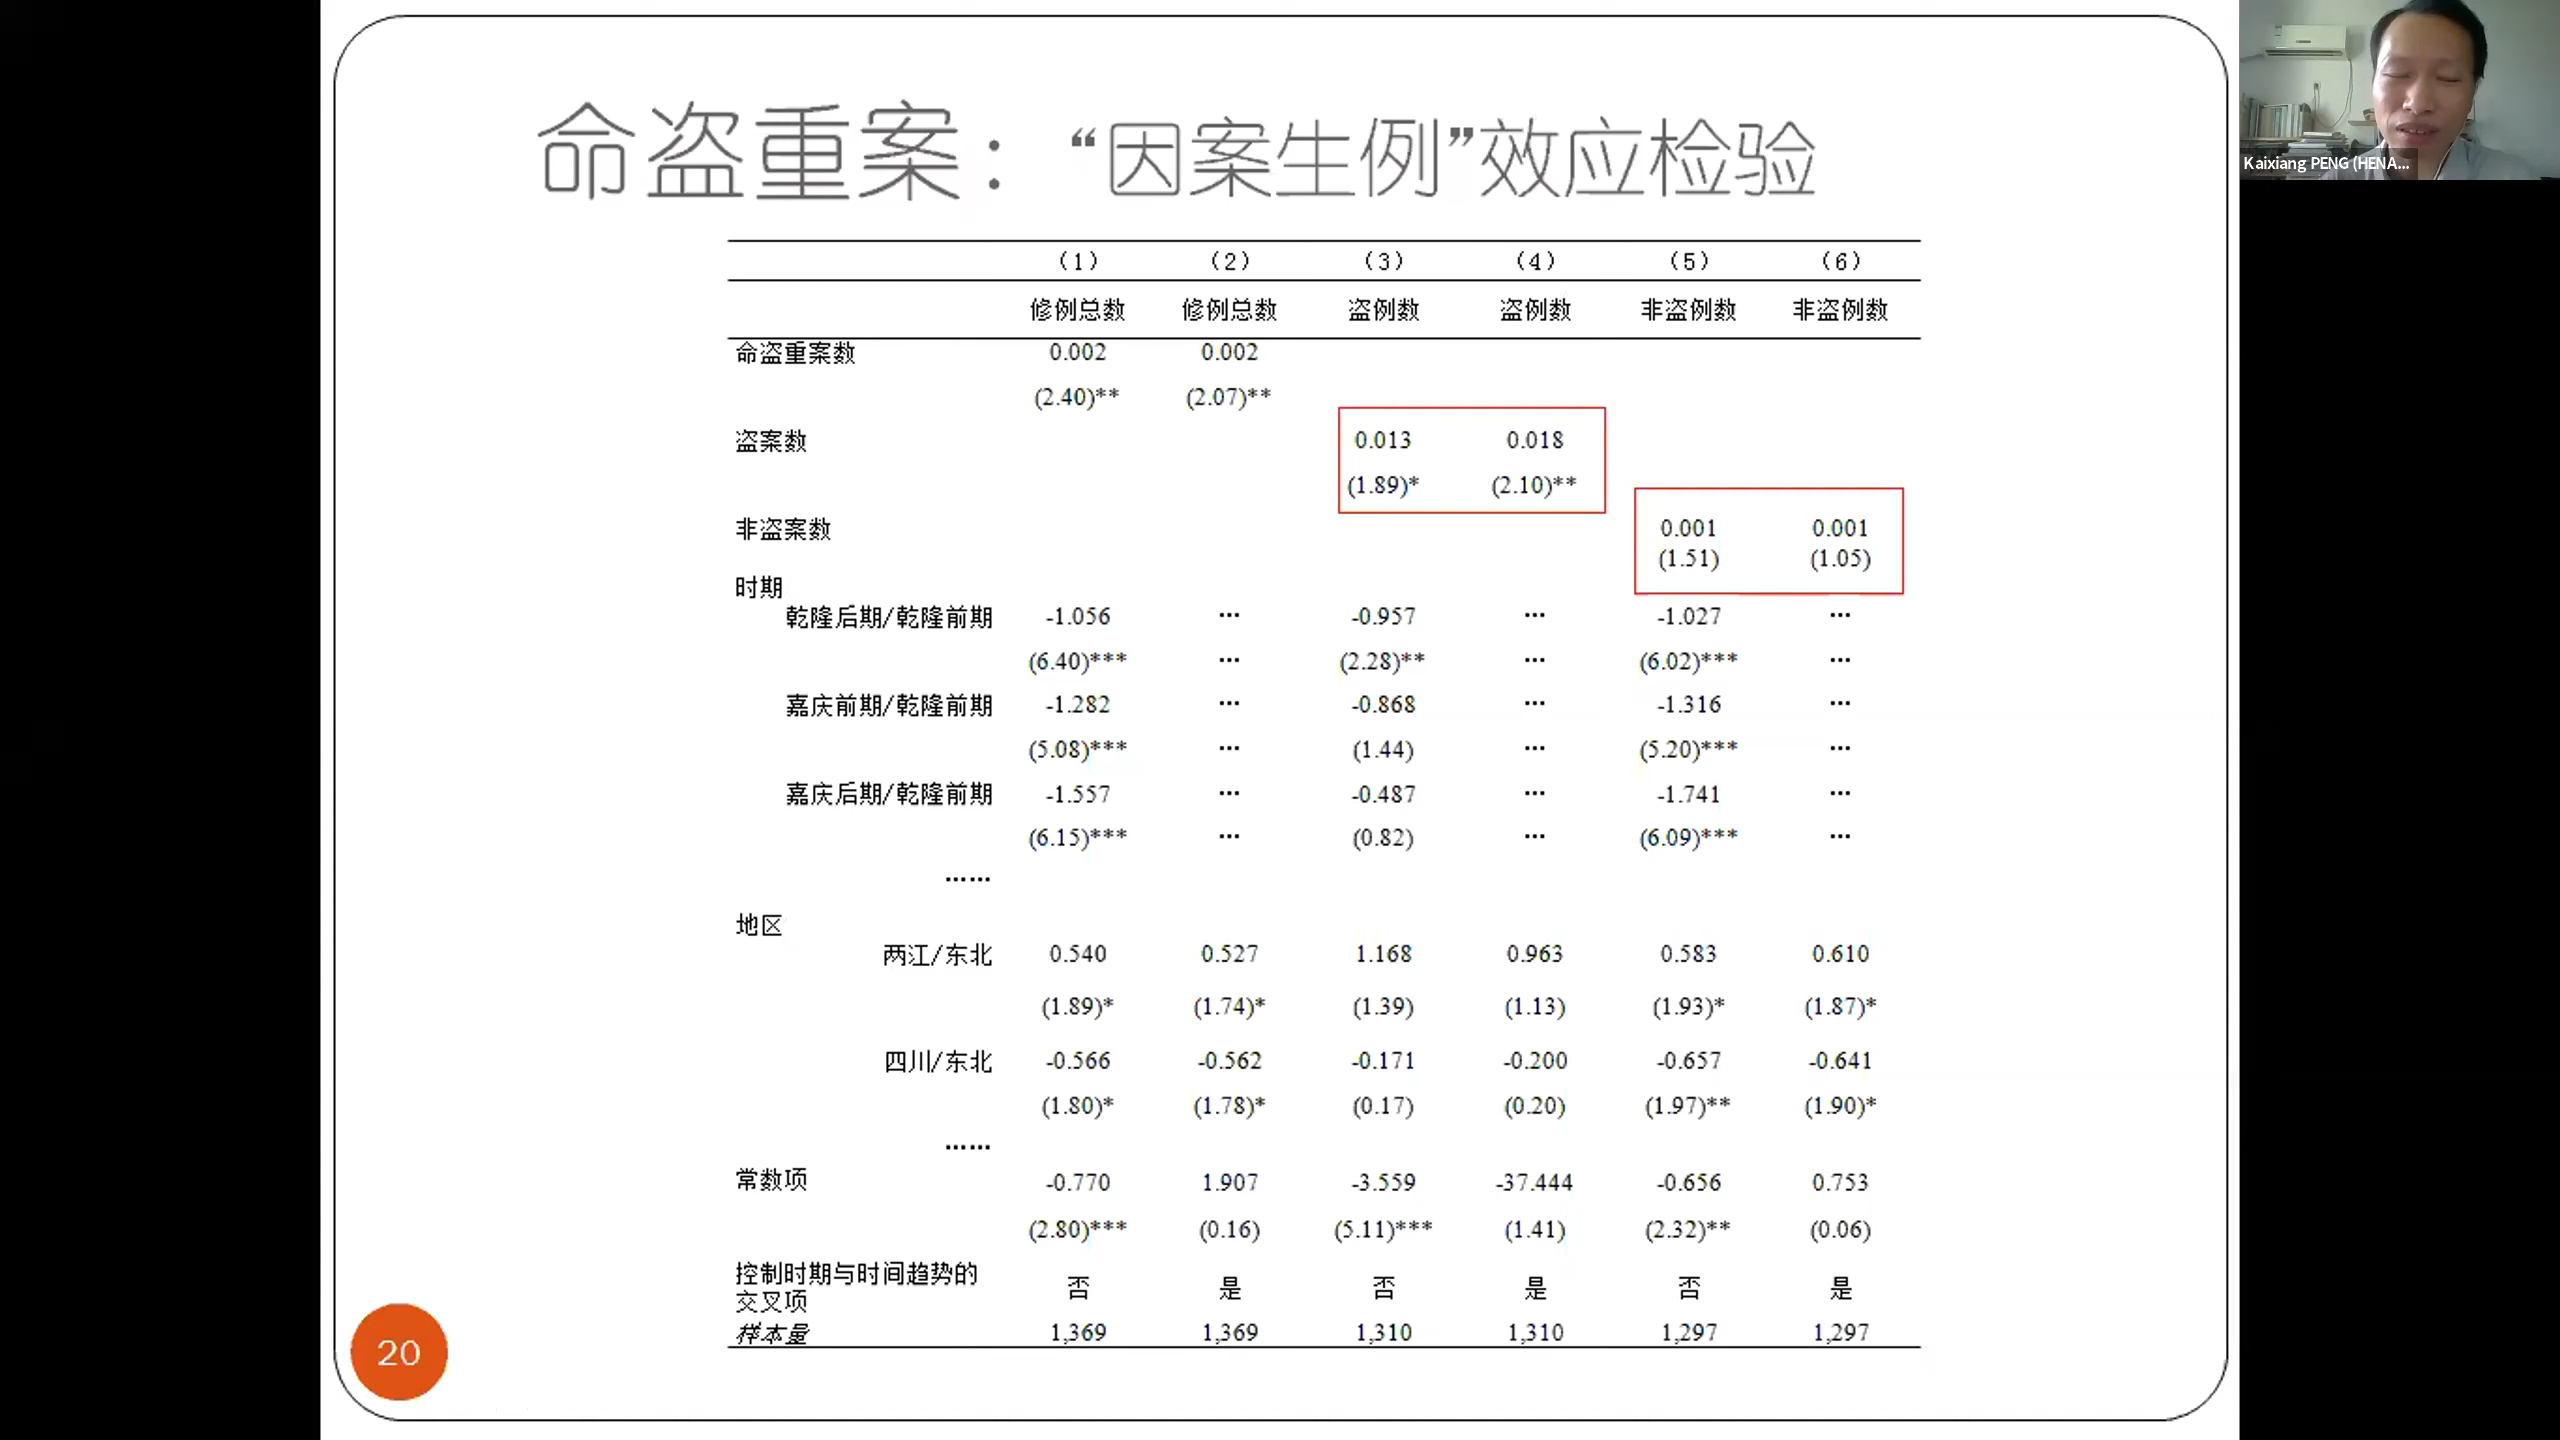 命盗重案：“因案生例”效应检验
（1） （2） （3） （4） （5） （6）
修例总数 修例总数 盗例数 盗例数 非盗例数 非盗例数
命盗重案数 0.002 0.002
(2.40)** (2.07)**
盗案数 0.013 0.018
(1.89)* (2.10)**
非盗案数 0.001 0.001
(1.51) (1.05)
时期
乾隆后期/乾隆前期 -1.056 … -0.957 … -1.027 …
(6.40)*** … (2.28)** … (6.02)*** …
嘉庆前期/乾隆前期 -1.282 … -0.868 … -1.316 …
(5.08)*** … (1.44) … (5.20)*** …
嘉庆后期/乾隆前期 -1.557 … -0.487 … -1.741 …
(6.15)*** … (0.82) … (6.09)*** …
……
地区
两江/东北 0.540 0.527 1.168 0.963 0.583 0.610
(1.89)* (1.74)* (1.39) (1.13) (1.93)* (1.87)*
四川/东北 -0.566 -0.562 -0.171 -0.200 -0.657 -0.641
(1.80)* (1.78)* (0.17) (0.20) (1.97)** (1.90)*
……
常数项 -0.770 1.907 -3.559 -37.444 -0.656 0.753
(2.80)*** (0.16) (5.11)*** (1.41) (2.32)** (0.06)
控制时期与时间趋势的
交叉项 否 是 否 是 否 是
样本量 1,369 1,369 1,310 1,310 1,297 1,297
20
Kaixiang PENG (HENA...